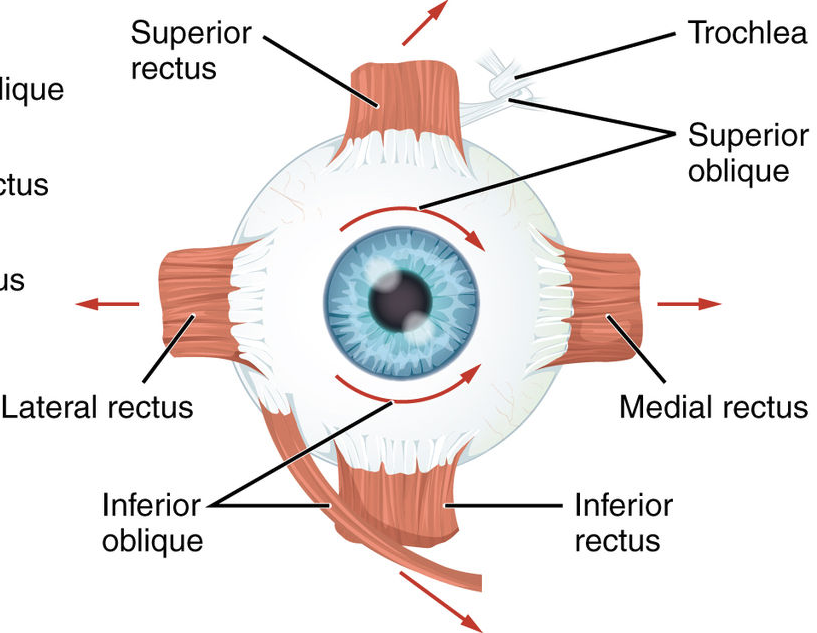 Superior
rectus
Trochlea
lique
Superior
oblique
ctus
us
Lateral rectus
Medial rectus
Inferior
oblique
Inferior
rectus